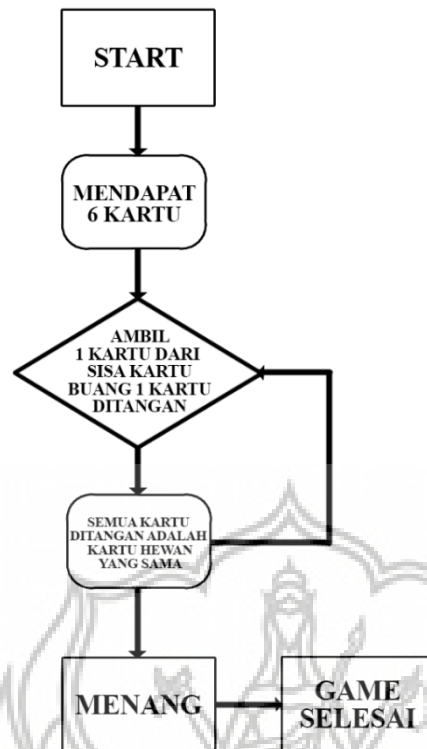 START
MENDAPAT
6 KARTU
AMBIL
1 KARTU DARI
SISA KARTU
BUANG 1 KARTU
DITANGAN
SEMUA KARTU
DITANGAN ADALAH
KARTU HEWAN
YANG SAMA
MENANG
GAME
SELESAI